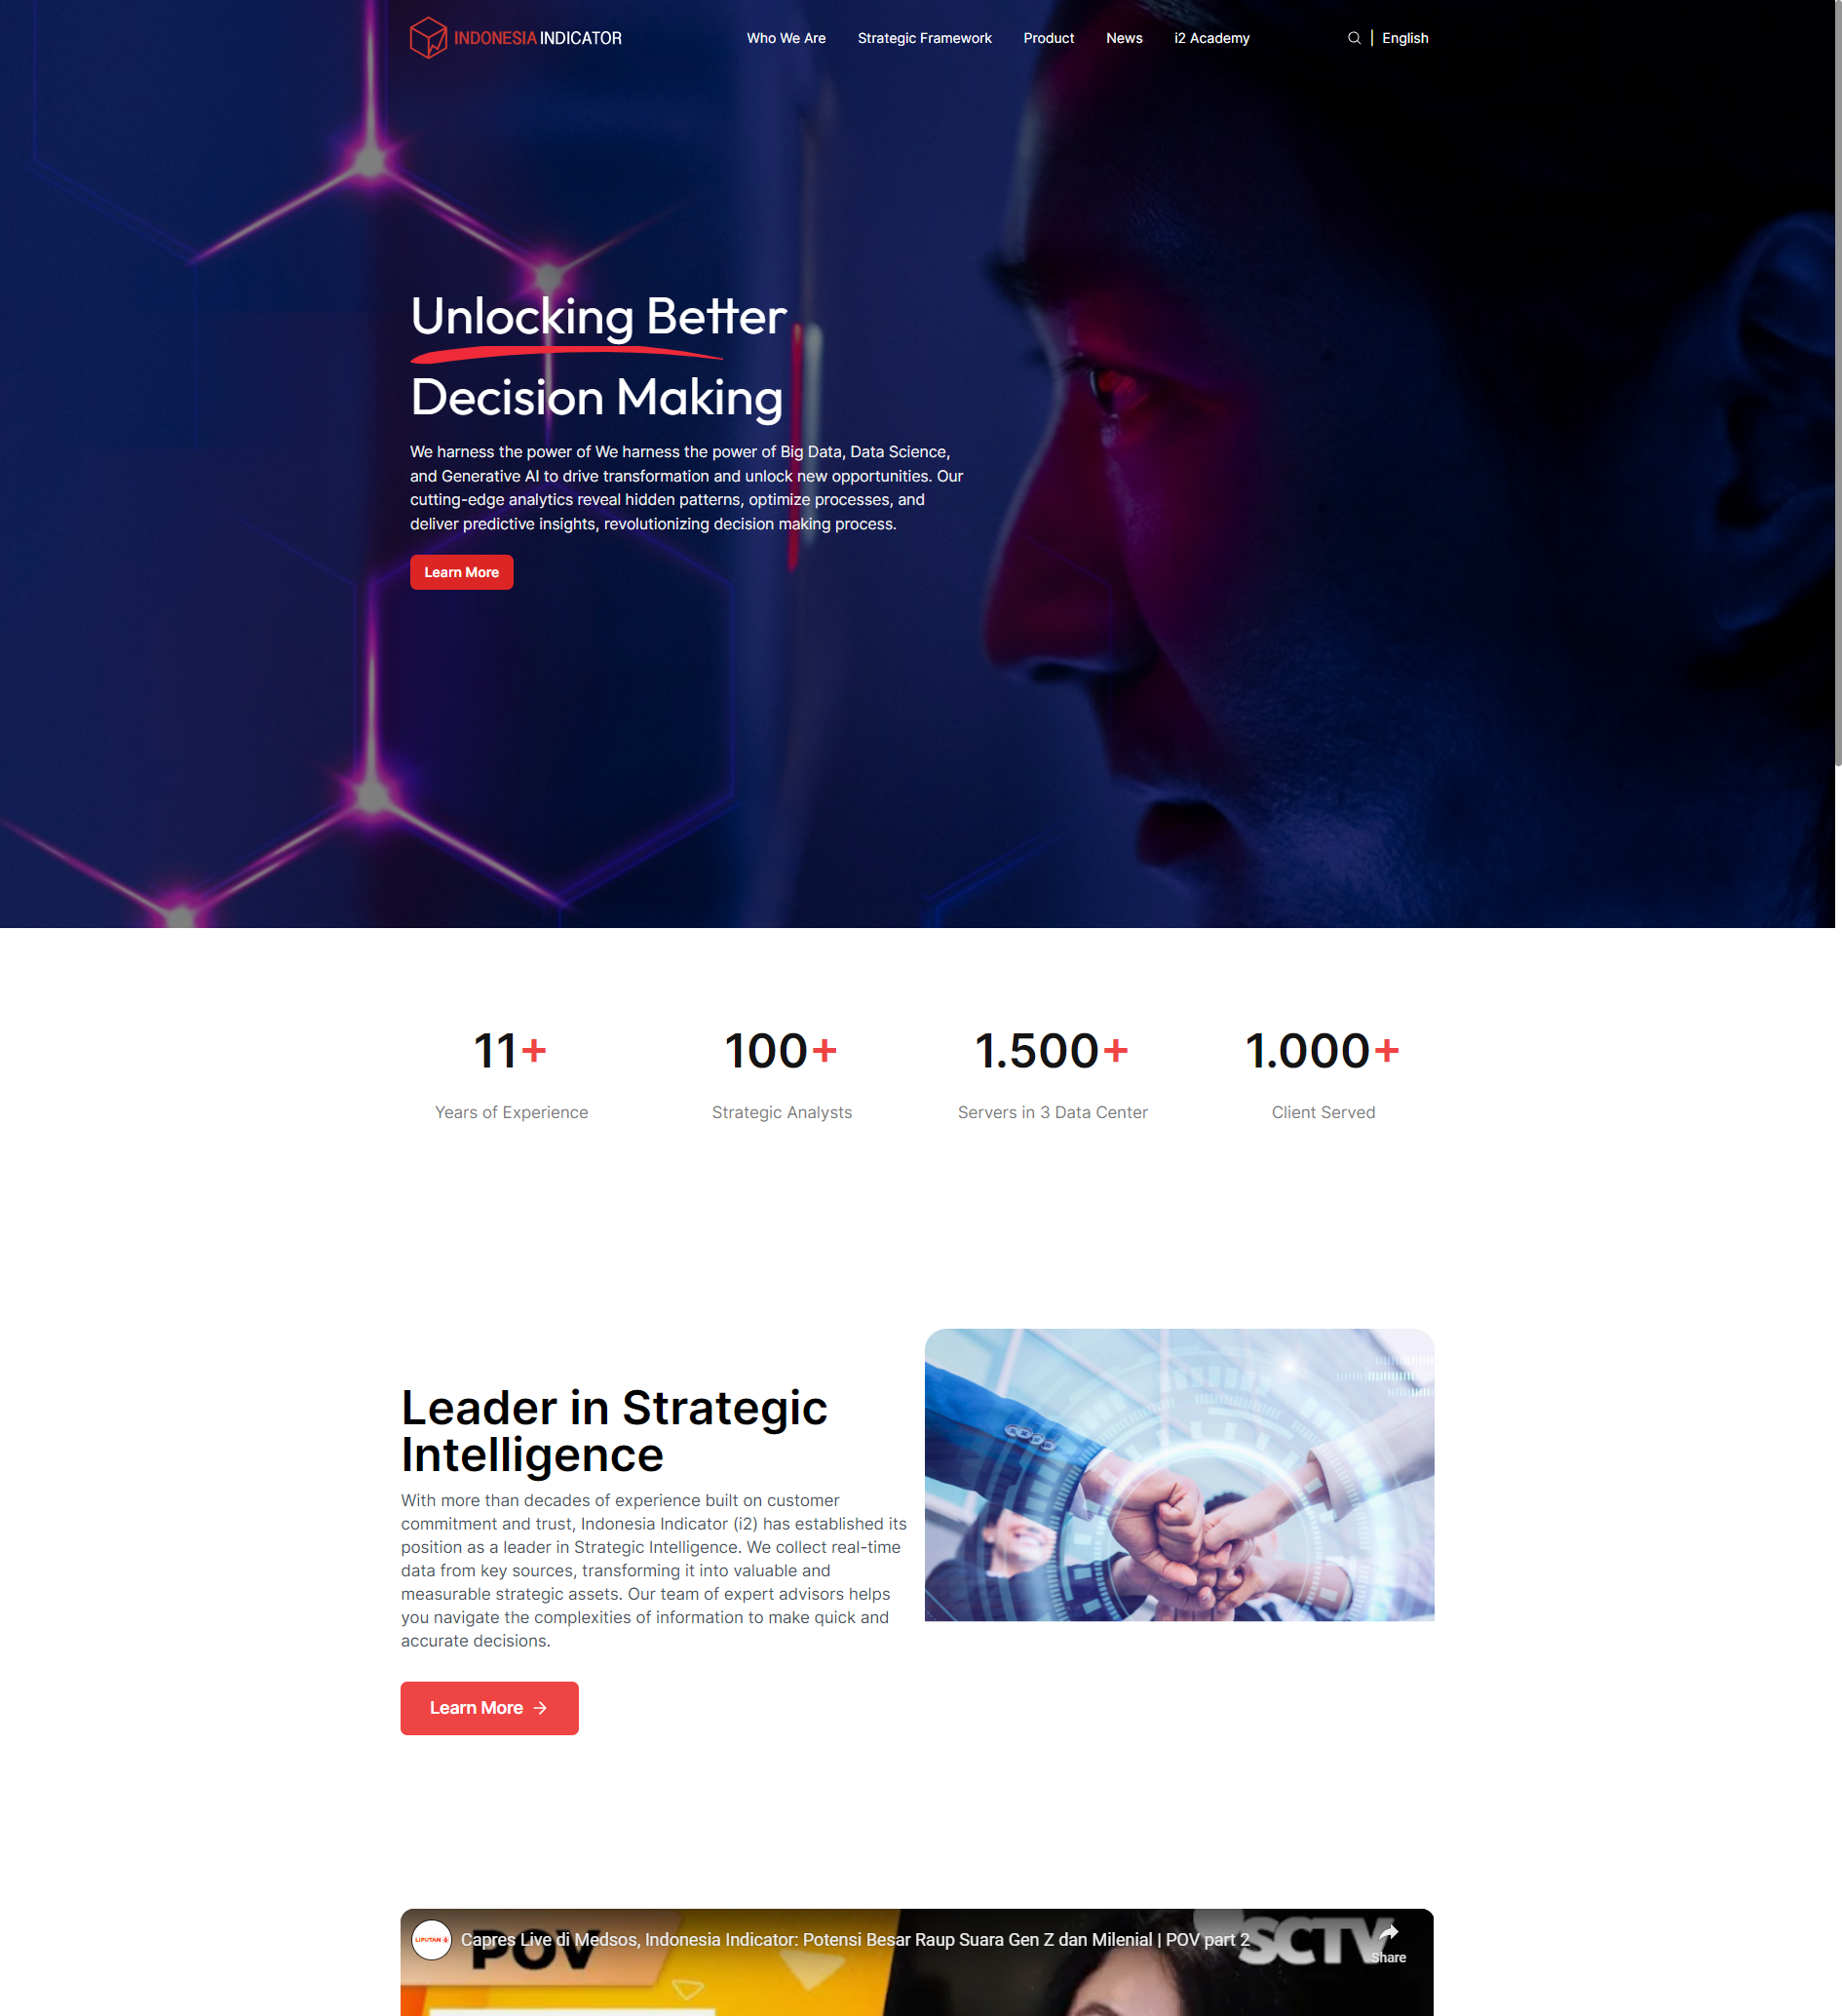 INDONESIA INDICATOR
Who We Are
Strategic Framework
Product
News
i2 Academy
English
Unlocking Better
Decision Making
We harness the power of We harness the power of Big Data, Data Science,
and Generative AI to drive transformation and unlock new opportunities. Our
cutting-edge analytics reveal hidden patterns, optimize processes, and
deliver predictive insights, revolutionizing decision making process.
Learn More
11+
Years of Experience
100+
Strategic Analysts
1.500+
Servers in 3 Data Center
1.000+
Client Served
Leader in Strategic
Intelligence
With more than decades of experience built on customer
commitment and trust, Indonesia Indicator (i2) has established its
position as a leader in Strategic Intelligence. We collect real-time
data from key sources, transforming it into valuable and
measurable strategic assets. Our team of expert advisors helps
you navigate the complexities of information to make quick and
accurate decisions.
Learn More
LIPUTAN 6
Capres Live di Medsos, Indonesia Indicator: Potensi Besar Raup Suara Gen Z dan Milenial | POV part 2
POV
SCTV
Share